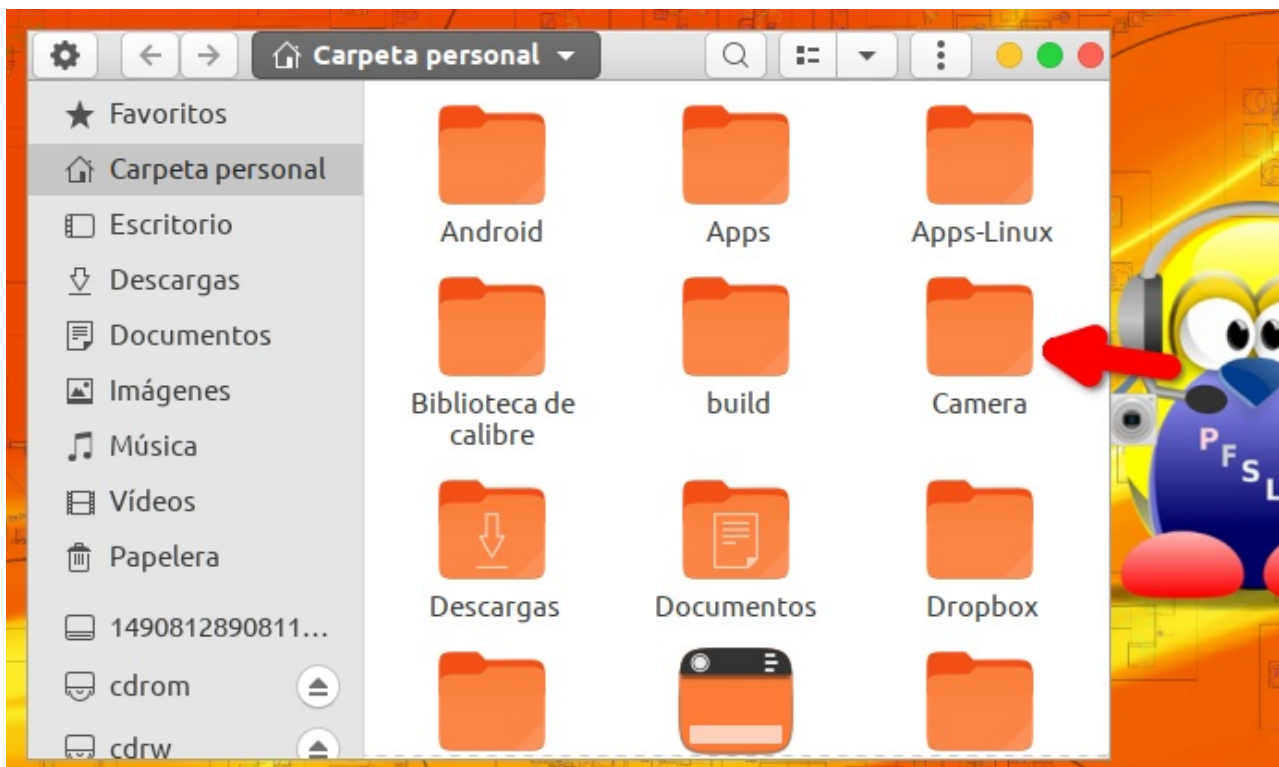 Carpeta personal
Favoritos
Carpeta personal
Escritorio
Descargas
Documentos
Imágenes
Música
Vídeos
Papelera
1490812890811...
cdrom
cdrw
Android
Apps
Apps-Linux
Biblioteca de
calibre
build
Camera
Descargas
Documentos
Dropbox
PFSL